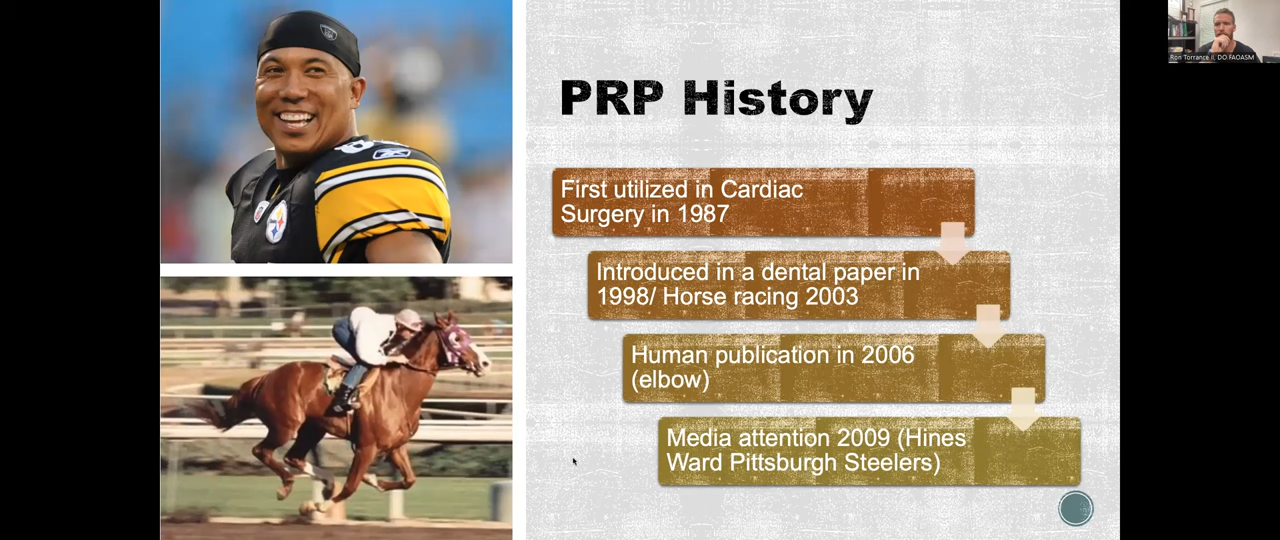 Ron Torrance II, DO FAOASM
PRP History
First utilized in Cardiac
Surgery in 1987
Introduced in a dental paper in
1998/ Horse racing 2003
Human publication in 2006
(elbow)
Media attention 2009 (Hines
Ward Pittsburgh Steelers)